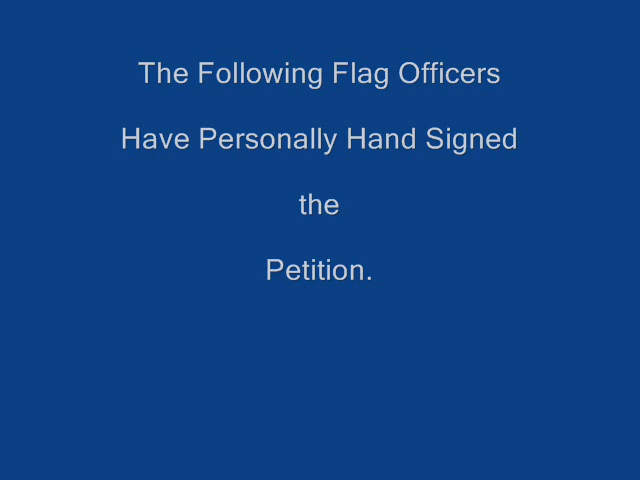 The Following Flag Officers
Have Personally Hand Signed
the
Petition.